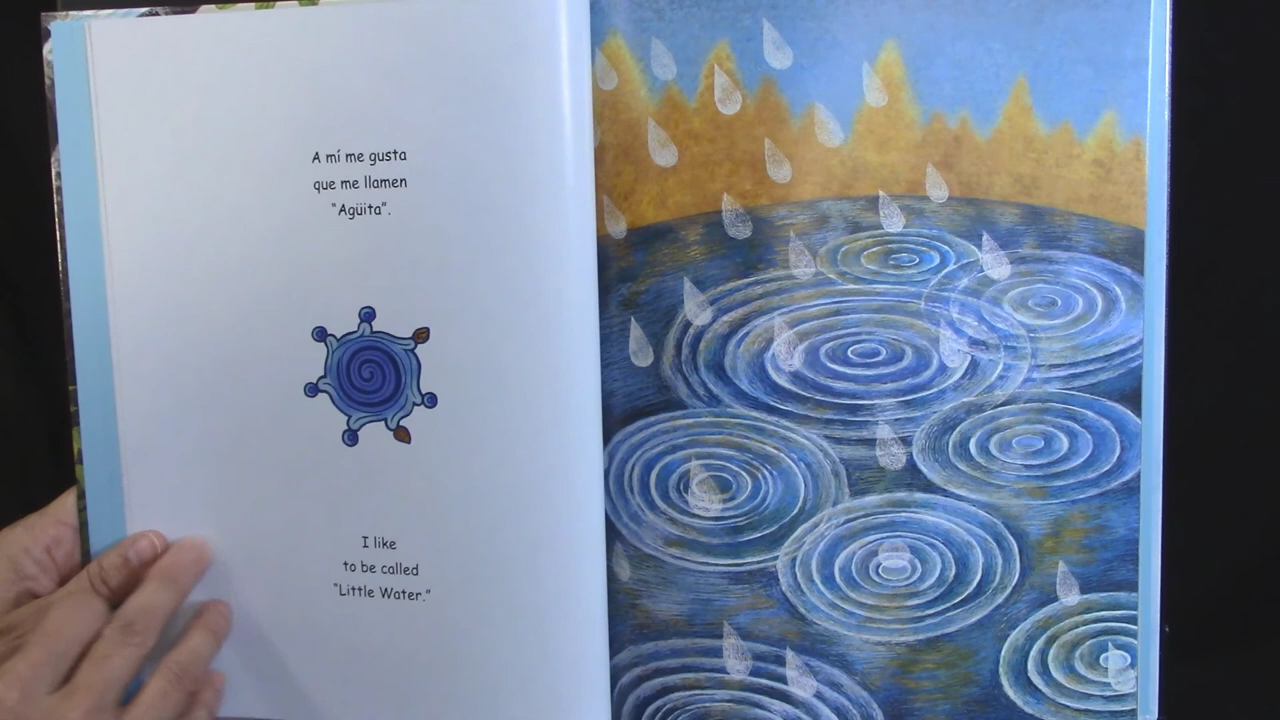 A mí me gusta
que me llamen
“Agüita”.
I like
to be called
“Little Water.”